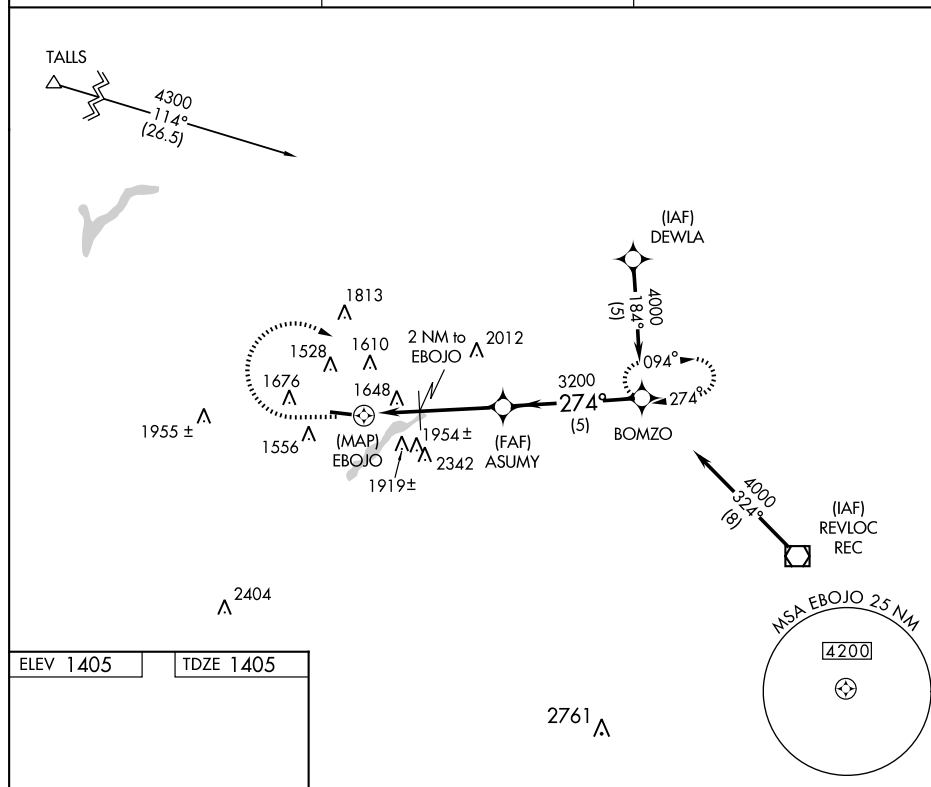 TALLS
4300
114°
(26.5)
(IAF)
DEWLA
4000
184°
(5)
1813
2 NM to
EBOJO
2012
1528
1610
094°
3200
274°
(5)
274°
1676
1648
BOMZO
1955 ±
1556
(MAP)
EBOJO
1954 ±
(FAF)
ASUMY
2342
1919±
4000
324°
(8)
(IAF)
REVLOC
REC
2404
MSA EBOJO 25 NM
4200
ELEV 1405
TDZE 1405
2761